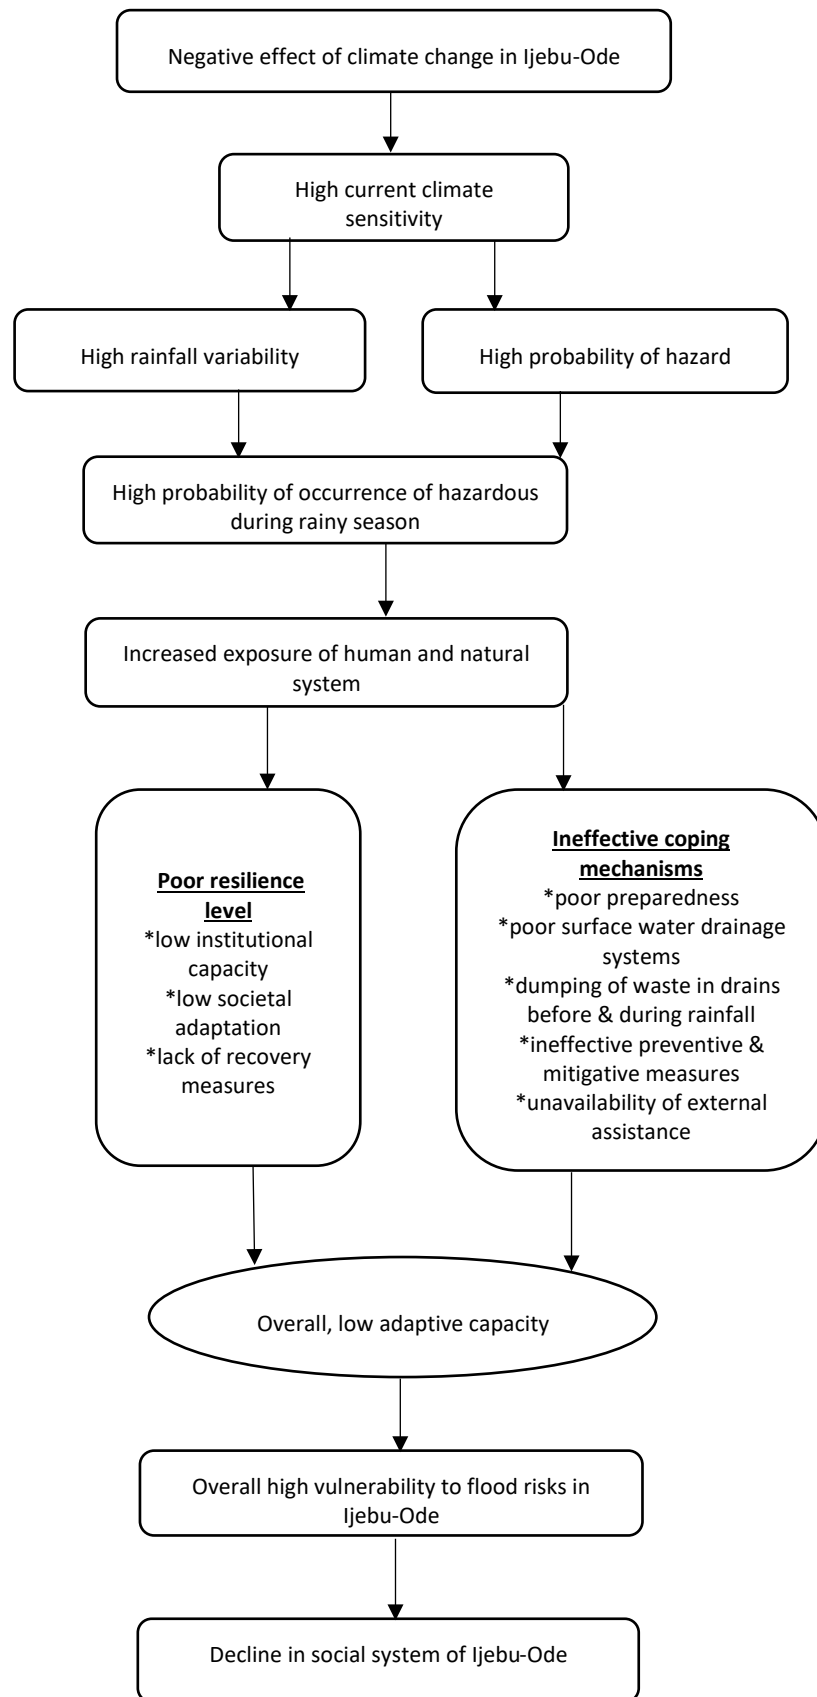 Negative effect of climate change in Ijebu-Ode
High current climate
sensitivity
High rainfall variability
High probability of hazard
High probability of occurrence of hazardous
during rainy season
Increased exposure of human and natural
system
Poor resilience
level
*low institutional
capacity
*low societal
adaptation
*lack of recovery
measures
Ineffective coping
mechanisms
*poor preparedness
*poor surface water drainage
systems
*dumping of waste in drains
before & during rainfall
*ineffective preventive &
mitigative measures
*unavailability of external
assistance
Overall, low adaptive capacity
Overall high vulnerability to flood risks in
Ijebu-Ode
Decline in social system of Ijebu-Ode